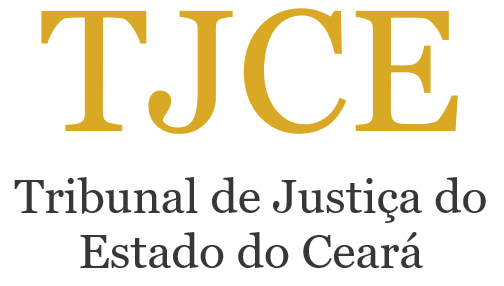 TJCE
Tribunal de Justiça do
Estado do Ceará